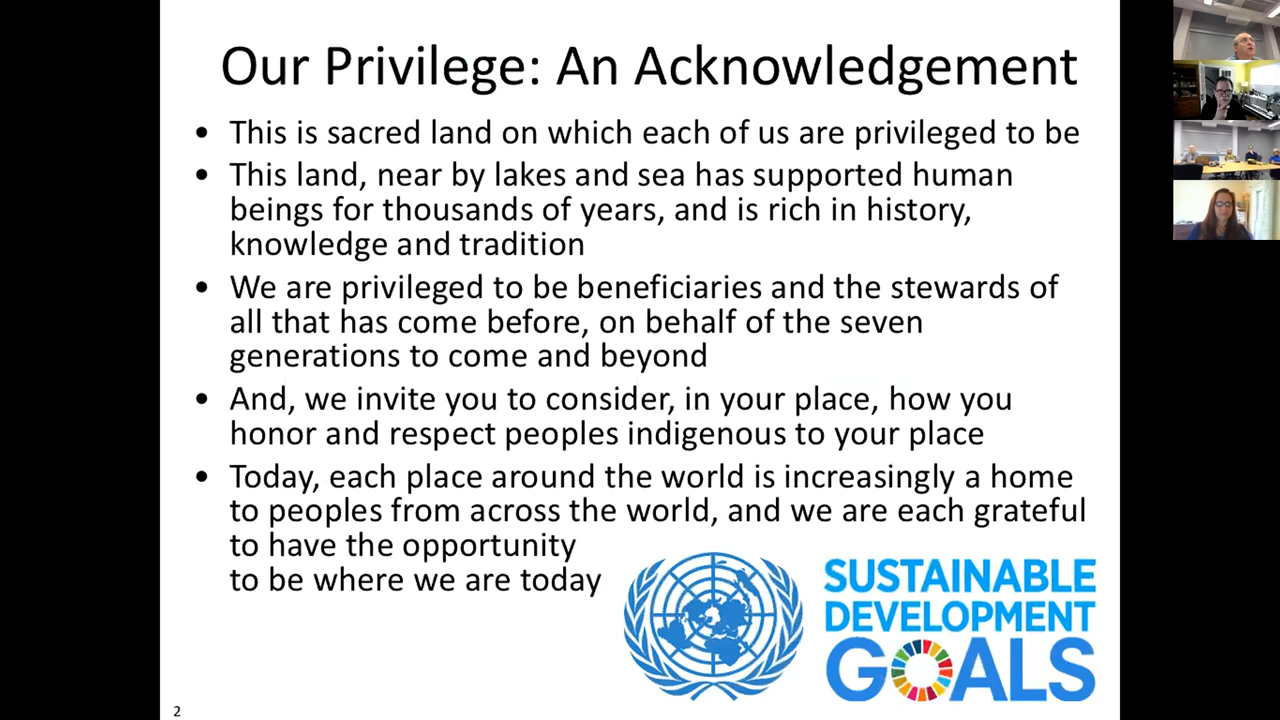 Our Privilege: An Acknowledgement
• This is sacred land on which each of us are privileged to be
• This land, near by lakes and sea has supported human
beings for thousands of years, and is rich in history,
knowledge and tradition
• We are privileged to be beneficiaries and the stewards of
all that has come before, on behalf of the seven
generations to come and beyond
• And, we invite you to consider, in your place, how you
honor and respect peoples indigenous to your place
• Today, each place around the world is increasingly a home
to peoples from across the world, and we are each grateful
to have the opportunity
to be where we are today
SUSTAINABLE
DEVELOPMENT
GOALS
2